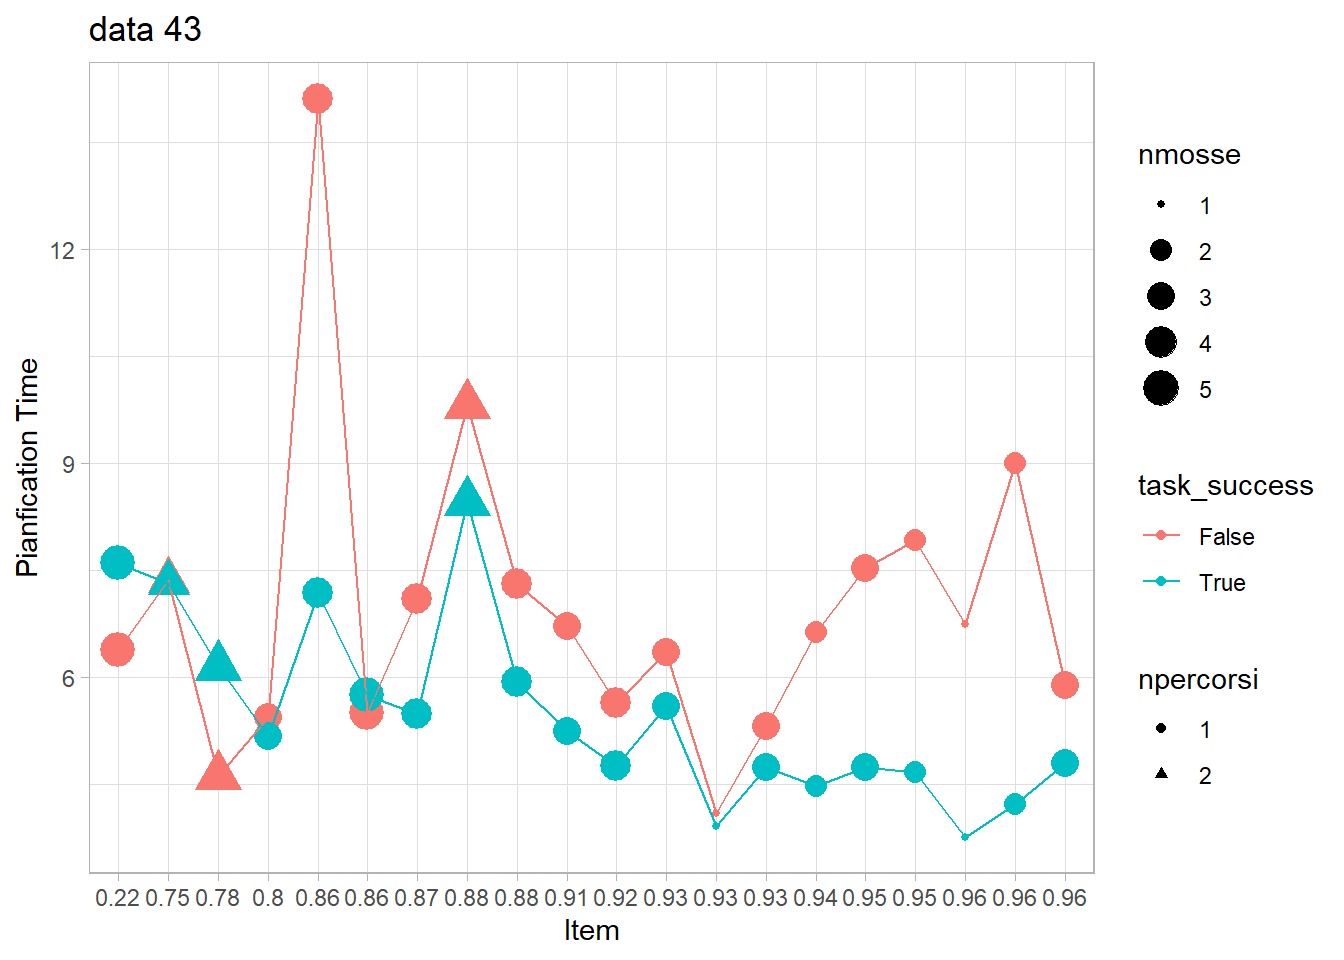 data 43
Pianfication Time
12
9
6
0.22 0.75 0.78 0.8 0.86 0.86 0.87 0.88 0.88 0.91 0.92 0.93 0.93 0.93 0.94 0.95 0.95 0.96 0.96 0.96
Item
nmosse
1
2
3
4
5
task_success
False
True
npercorsi
1
2